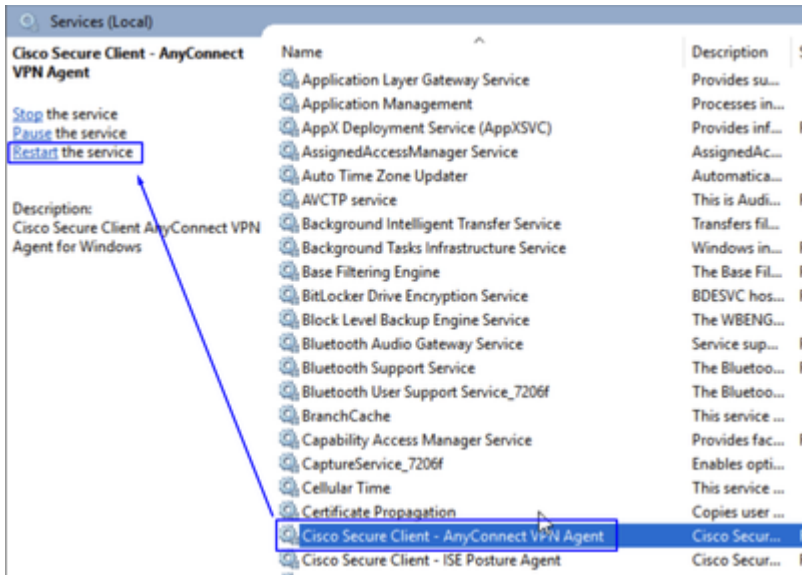 Services (Local)
Cisco Secure Client - AnyConnect
VPN Agent
Stop the service
Pause the service
Restart the service
Description:
Cisco Secure Client AnyConnect VPN
Agent for Windows
Name Description
Application Layer Gateway Service Provides su...
Application Management Processes in...
AppX Deployment Service (AppXSVC) Provides inf...
AssignedAccessManager Service AssignedAc...
Auto Time Zone Updater Automatica...
AVCTP service This is Audi...
Background Intelligent Transfer Service Transfers fil...
Background Tasks Infrastructure Service Windows in...
Base Filtering Engine The Base Fil...
BitLocker Drive Encryption Service BDESVC hos...
Block Level Backup Engine Service The WBENG...
Bluetooth Audio Gateway Service Service sup...
Bluetooth Support Service The Bluetoo...
Bluetooth User Support Service_7206f The Bluetoo...
BranchCache This service ...
Capability Access Manager Service Provides fac...
CaptureService_7206f Enables opti...
Cellular Time This service ...
Certificate Propagation Copies user ...
Cisco Secure Client - AnyConnect VPN Agent Cisco Secur...
Cisco Secure Client - ISE Posture Agent Cisco Secur...